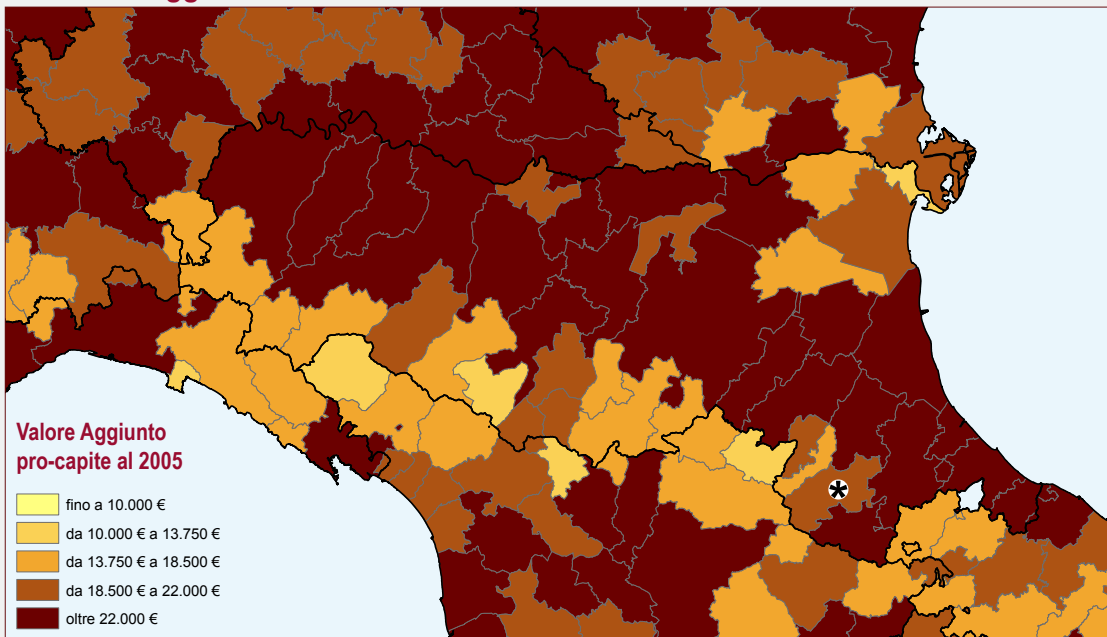 Valore Aggiunto
pro-capite al 2005
fino a 10.000 €
da 10.000 € a 13.750 €
da 13.750 € a 18.500 €
da 18.500 € a 22.000 €
oltre 22.000 €
*